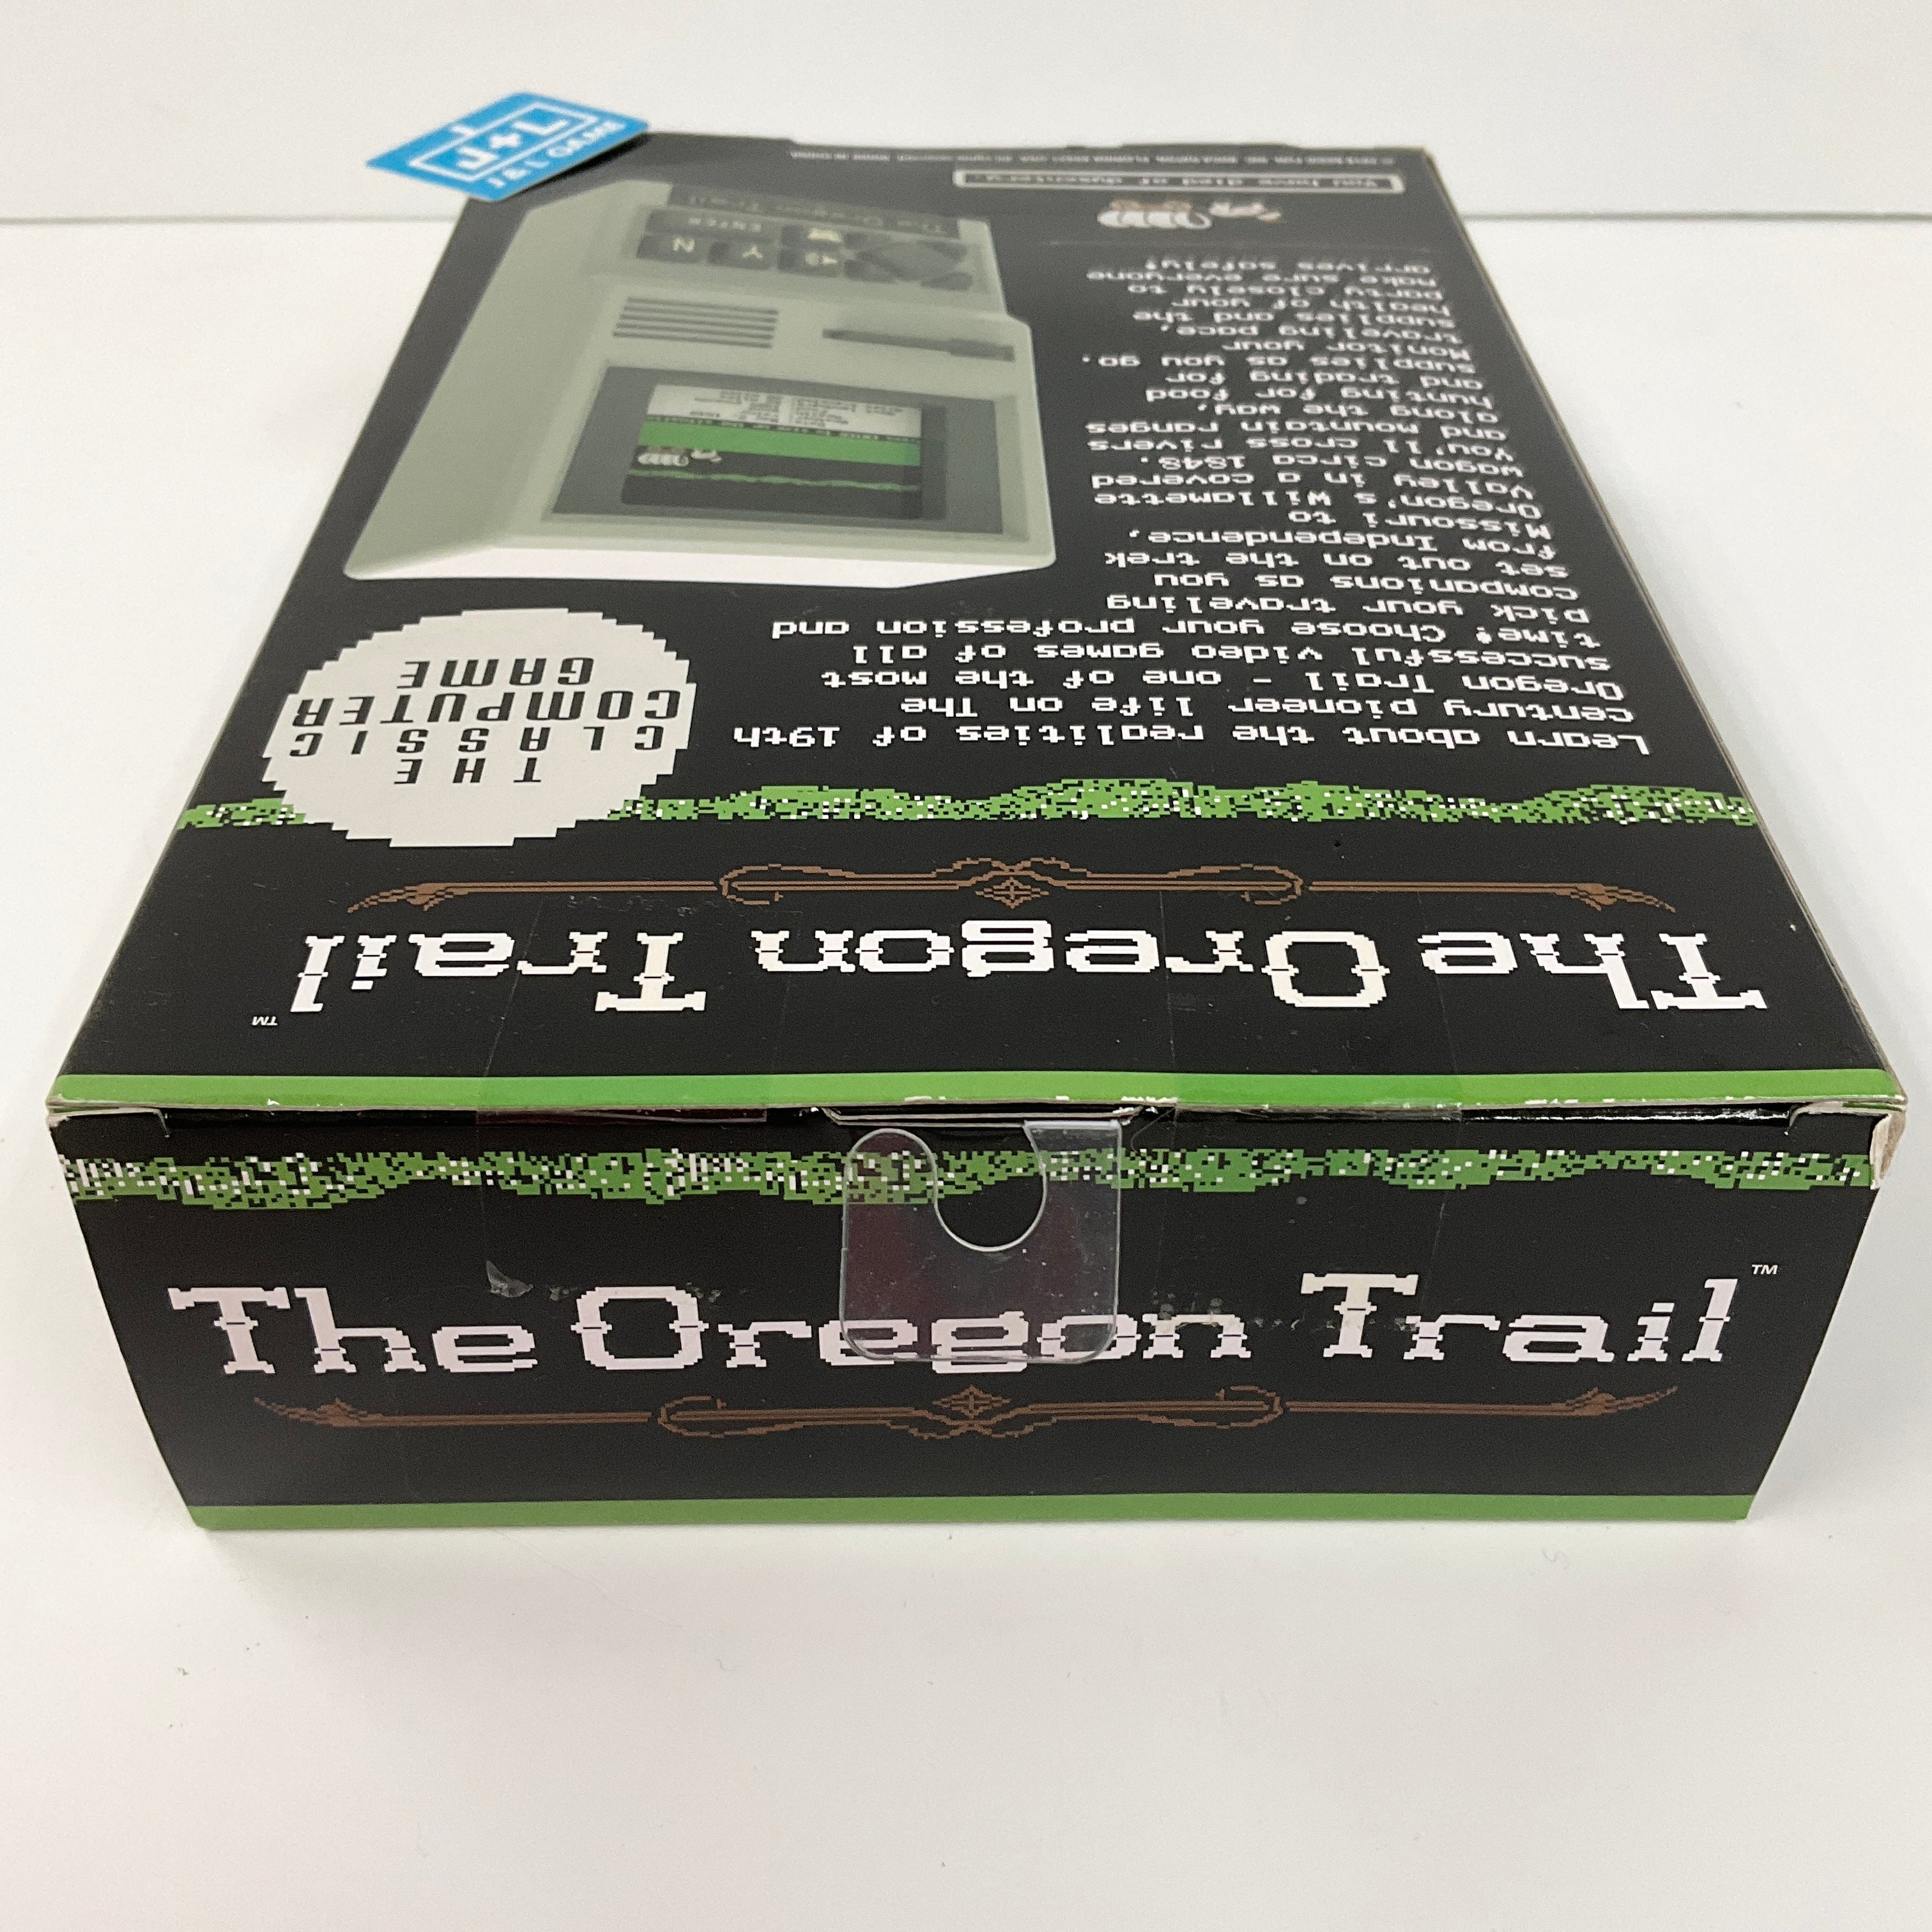 J+L
J & L GAME
The Oregon Trail™
THE
CLASSIC
COMPUTER
GAME
Learn about the realities of 19th
century pioneer life on The
Oregon Trail - one of the most
successful video games of all
time! Choose your profession and
pick your traveling
companions as you
set out on the trek
from Independence,
Missouri to
Oregon's Willamette
Valley in a covered
wagon circa 1848.
You'll cross rivers
and mountain ranges
along the way,
hunting for food
and trading for
supplies as you go.
Monitor your
traveling pace,
supplies and the
health of your
party closely to
make sure everyone
arrives safely!
You have died of dysentery.
The Oregon Trail
ENTER
N Y
The Oregon Trail™